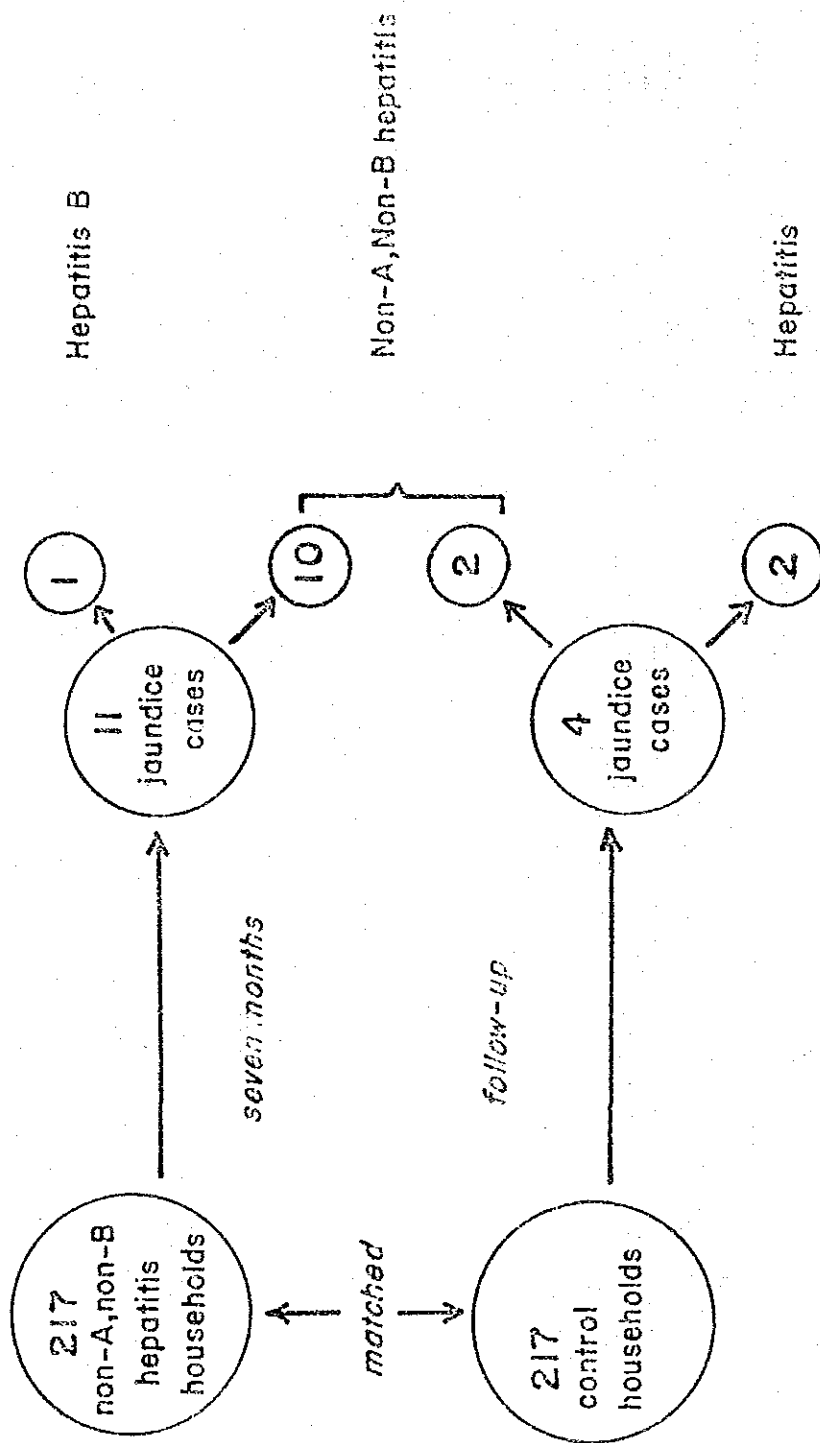 217
non-A,non-B
hepatitis
households
matched
217
control
households
seven months
follow-up
11
jaundice
cases
4
jaundice
cases
1
10
2
2
Hepatitis B
Non-A,Non-B hepatitis
Hepatitis